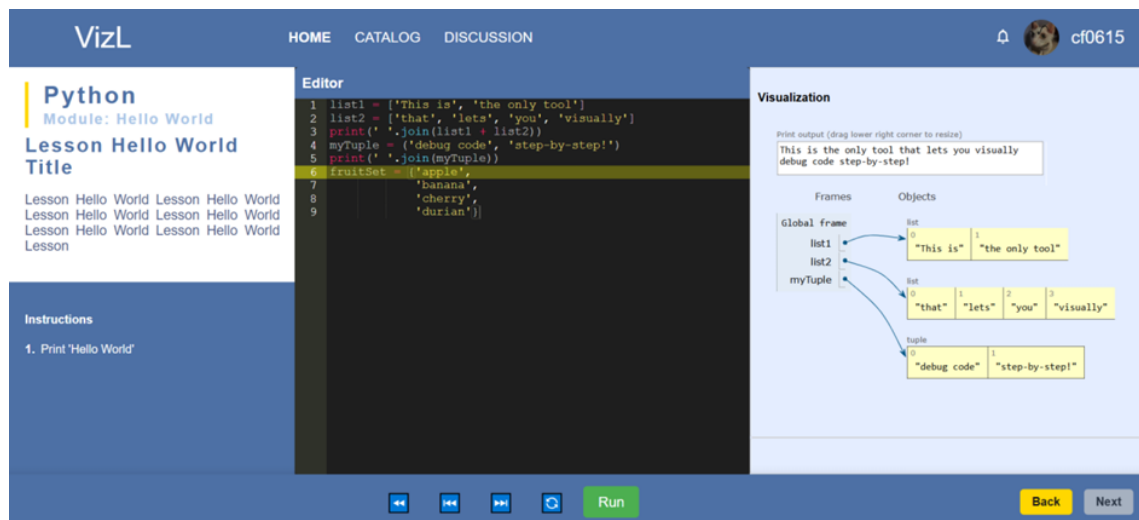 VizL HOME CATALOG DISCUSSION cf0615
Python
Module: Hello World
Lesson Hello World
Title
Lesson Hello World Lesson Hello World
Lesson Hello World Lesson Hello World
Lesson Hello World Lesson Hello World
Lesson
Instructions
1. Print 'Hello World'
Editor
1 list1 = ['This is', 'the only tool']
2 list2 = ['that', 'lets', 'you', 'visually']
3 print(' '.join(list1 + list2))
4 myTuple = ('debug code', 'step-by-step!')
5 print(' '.join(myTuple))
6 fruitSet = {'apple',
7 'banana',
8 'cherry',
9 'durian'}
Visualization
Print output (drag lower right corner to resize)
This is the only tool that lets you visually
debug code step-by-step!
Frames Objects
Global frame
list1
list2
myTuple
list
0 1
"This is" "the only tool"
list
0 1 2 3
"that" "lets" "you" "visually"
tuple
0 1
"debug code" "step-by-step!"
Run
Back Next